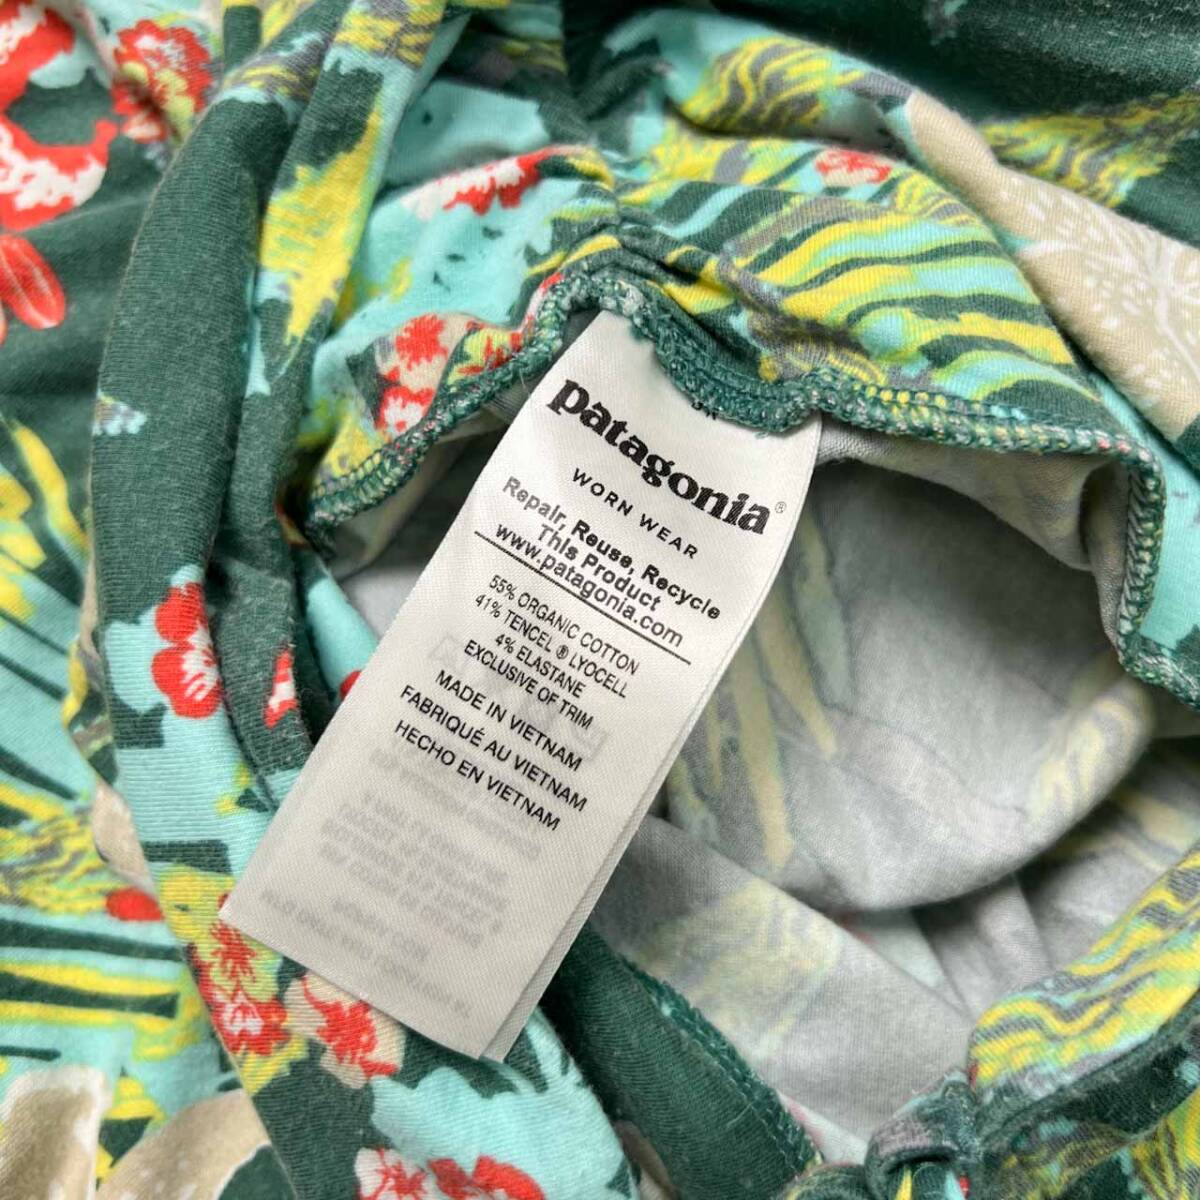 patagonia®
WORN WEAR
Repair, Reuse, Recycle
This Product
www.patagonia.com
55% ORGANIC COTTON
41% TENCEL ® LYOCELL
4% ELASTANE
EXCLUSIVE OF TRIM
MADE IN VIETNAM
FABRIQUÉ AU VIETNAM
HECHO EN VIETNAM